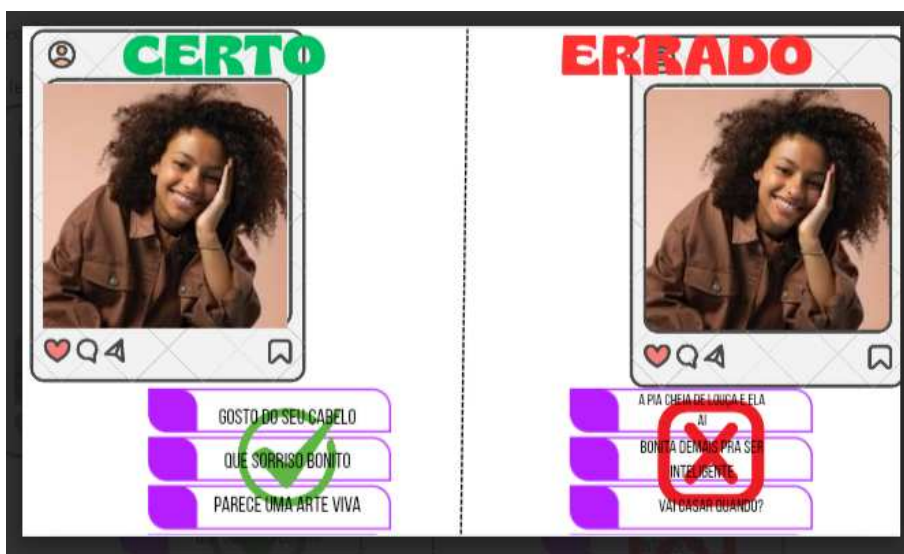 CERTO
GOSTO DO SEU CABELO
QUE SORRISO BONITO
PARECE UMA ARTE VIVA
ERRADO
A PIA CHEIA DE LOUÇA E ELA
AI
BONITA DEMAIS PRA SER
INTELIGENTE
VAI CASAR QUANDO?